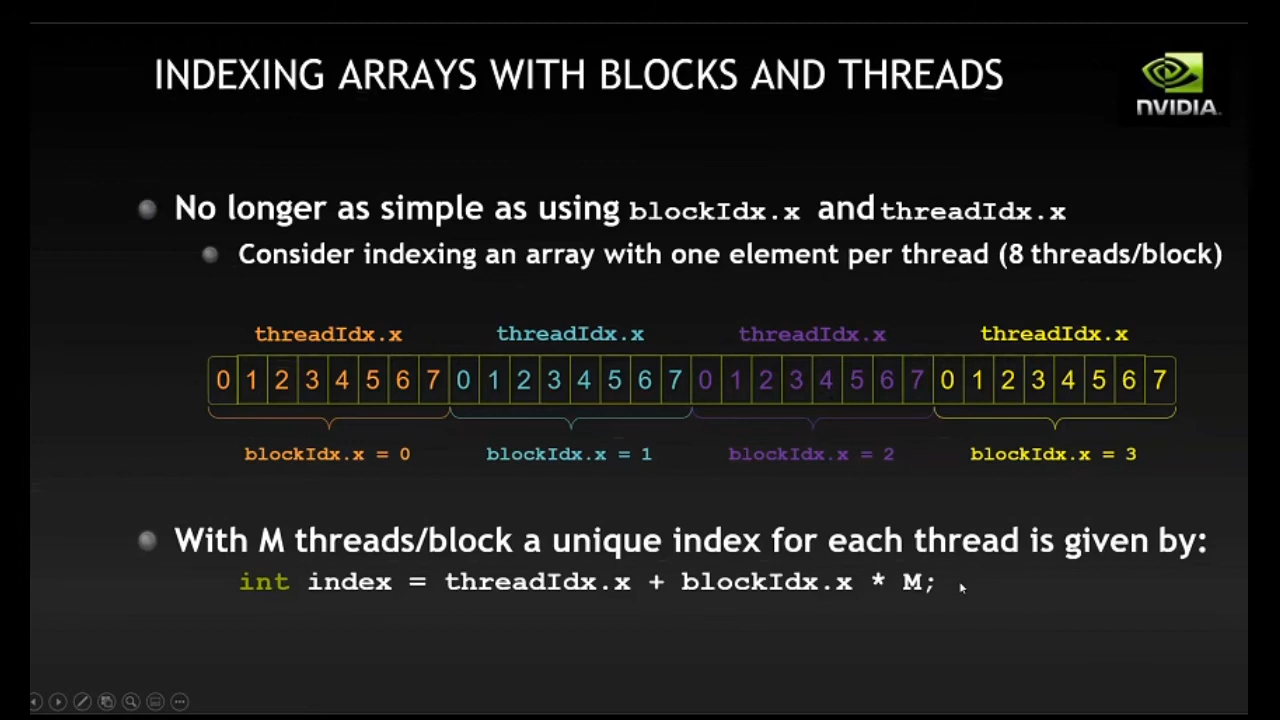 INDEXING ARRAYS WITH BLOCKS AND THREADS
NVIDIA.
No longer as simple as using blockIdx.x and threadIdx.x
Consider indexing an array with one element per thread (8 threads/block)
threadIdx.x threadIdx.x threadIdx.x threadIdx.x
0 1 2 3 4 5 6 7 0 1 2 3 4 5 6 7 0 1 2 3 4 5 6 7 0 1 2 3 4 5 6 7
blockIdx.x = 0 blockIdx.x = 1 blockIdx.x = 2 blockIdx.x = 3
With M threads/block a unique index for each thread is given by:
int index = threadIdx.x + blockIdx.x * M;